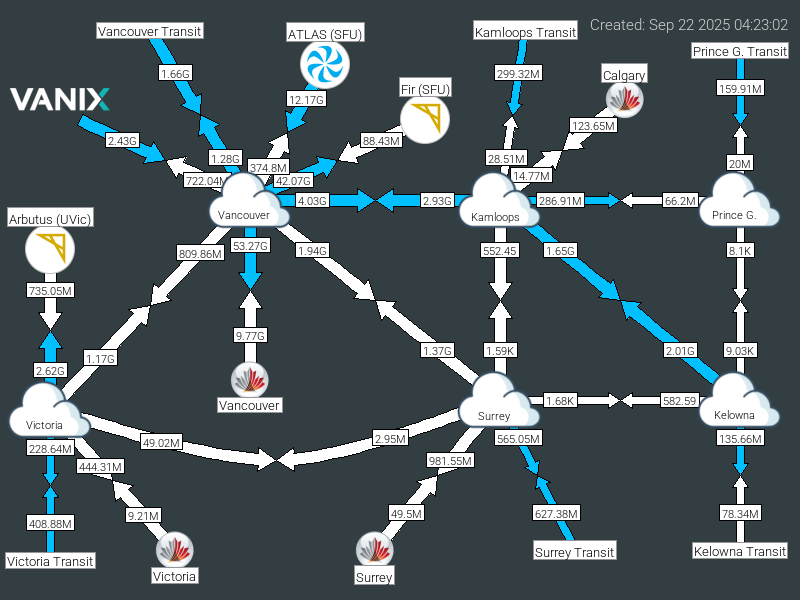 Created: Sep 22 2025 04:23:02
Vancouver Transit
ATLAS (SFU)
Kamloops Transit
Prince G. Transit
1.66G
299.32M
Calgary
12.17G
Fir (SFU)
159.91M
VANIX
123.65M
2.43G
88.43M
1.28G
28.51M
20M
374.8M
14.77M
722.04M
42.07G
4.03G
2.93G
286.91M
66.2M
Vancouver
Kamloops
Prince G.
Arbutus (UVic)
809.86M
53.27G
1.94G
552.45
1.65G
8.1K
735.05M
9.77G
1.17G
1.37G
1.59K
2.01G
9.03K
2.62G
Vancouver
1.68K
582.59
Victoria
Surrey
Kelowna
49.02M
2.95M
565.05M
135.66M
228.64M
444.31M
981.55M
408.88M
9.21M
49.5M
627.38M
78.34M
Victoria Transit
Victoria
Surrey
Surrey Transit
Kelowna Transit